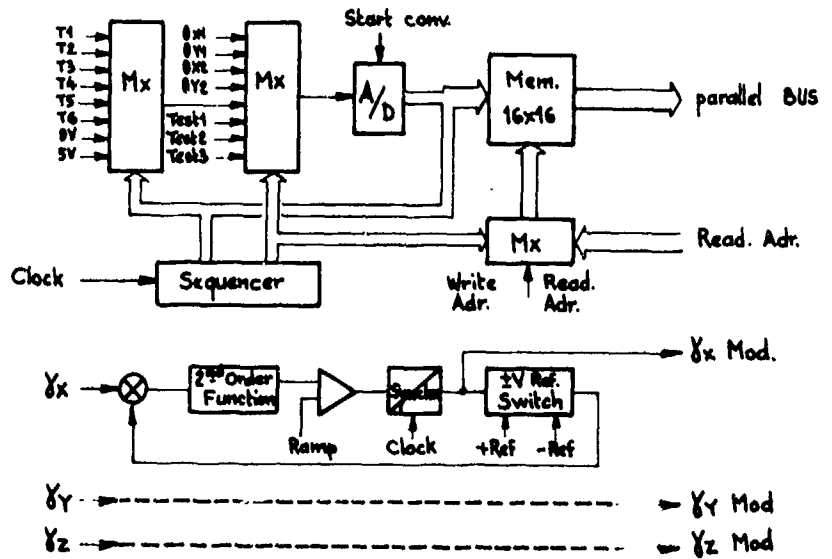 Start conv.
T1
T2
T3
T4
T5
T6
0V
5V
Mx
θX1
θY1
θX2
θY2
Test1
Test2
Test3
Mx
A/D
Mem.
16x16
parallel BUS
Mx
Read. Adr.
Clock
Sequencer
Write
Adr.
Read.
Adr.
γx
2nd Order
Function
Ramp
Clock
±V Ref.
Switch
+Ref
-Ref
γx Mod.
γY
γY Mod
γZ
γZ Mod